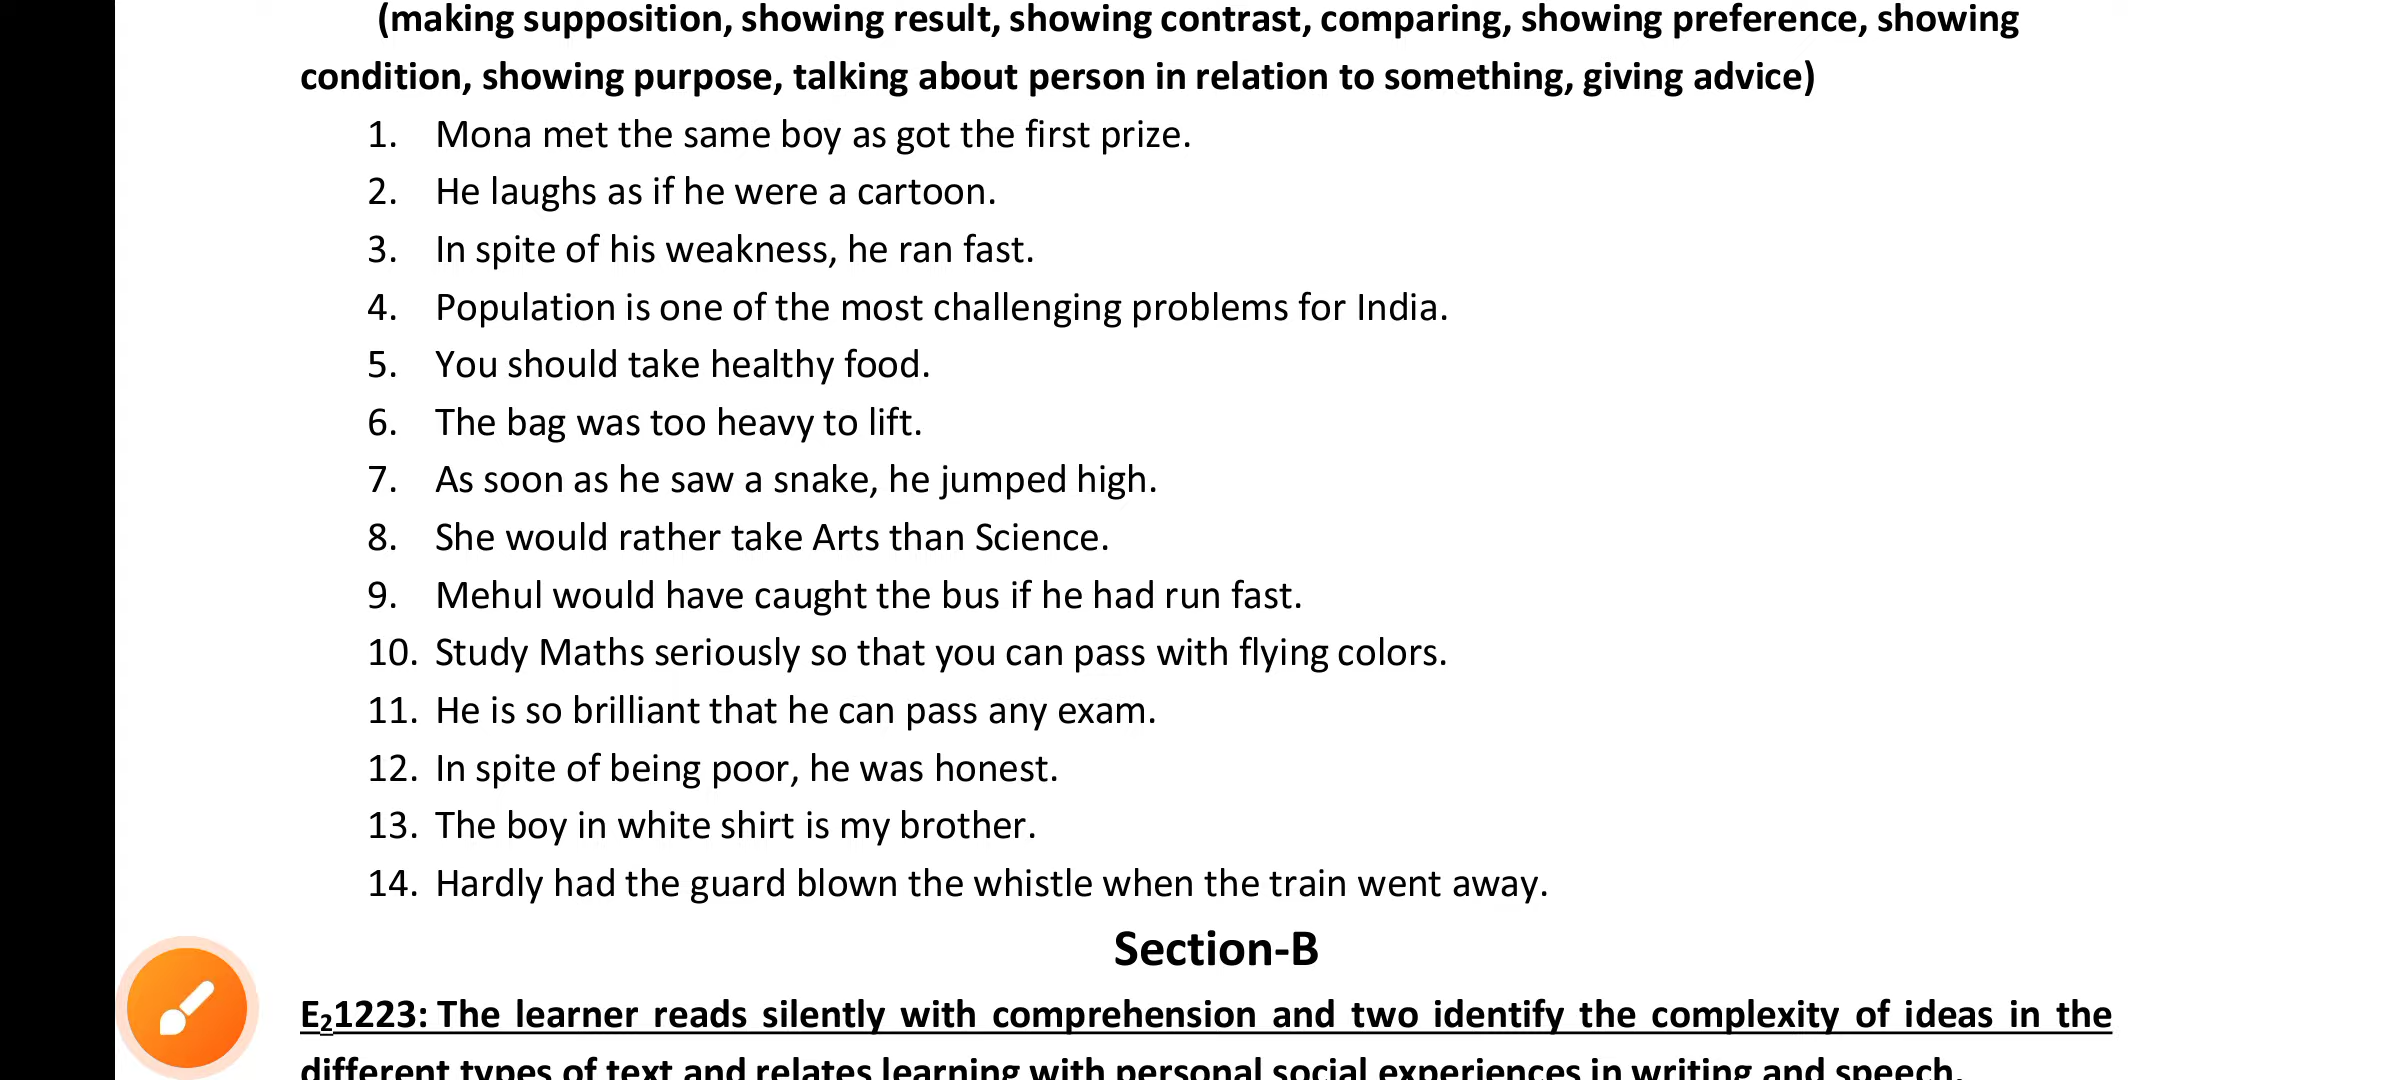 (making supposition, showing result, showing contrast, comparing, showing preference, showing
condition, showing purpose, talking about person in relation to something, giving advice)
1. Mona met the same boy as got the first prize.
2. He laughs as if he were a cartoon.
3. In spite of his weakness, he ran fast.
4. Population is one of the most challenging problems for India.
5. You should take healthy food.
6. The bag was too heavy to lift.
7. As soon as he saw a snake, he jumped high.
8. She would rather take Arts than Science.
9. Mehul would have caught the bus if he had run fast.
10. Study Maths seriously so that you can pass with flying colors.
11. He is so brilliant that he can pass any exam.
12. In spite of being poor, he was honest.
13. The boy in white shirt is my brother.
14. Hardly had the guard blown the whistle when the train went away.
Section-B
E₂1223: The learner reads silently with comprehension and two identify the complexity of ideas in the
different types of text and relates learning with personal social experiences in writing and speech.